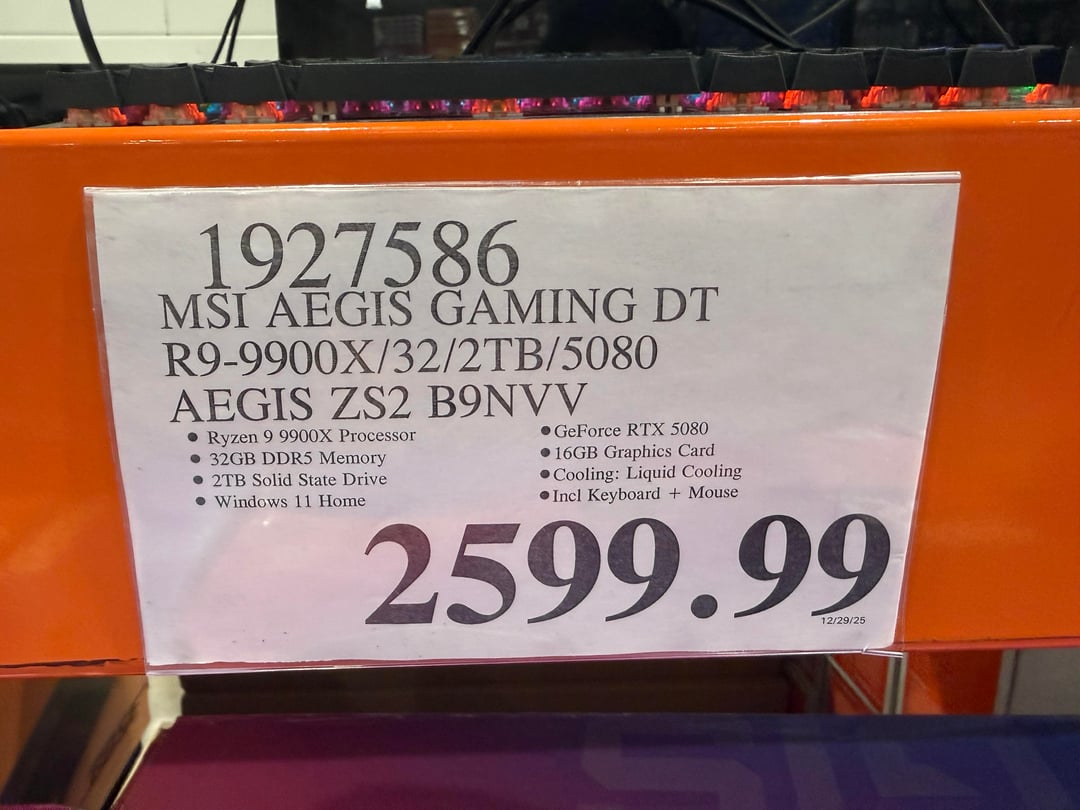 1927586
MSI AEGIS GAMING DT
R9-9900X/32/2TB/5080
AEGIS ZS2 B9NVV
● Ryzen 9 9900X Processor
● 32GB DDR5 Memory
● 2TB Solid State Drive
● Windows 11 Home
● GeForce RTX 5080
● 16GB Graphics Card
● Cooling: Liquid Cooling
● Incl Keyboard + Mouse
2599.99
12/29/25